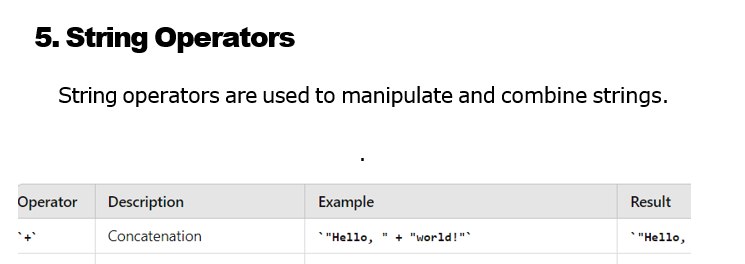 5. String Operators
String operators are used to manipulate and combine strings.
.
Operator Description Example Result
`+` Concatenation `"Hello, " + "world!"` `"Hello,